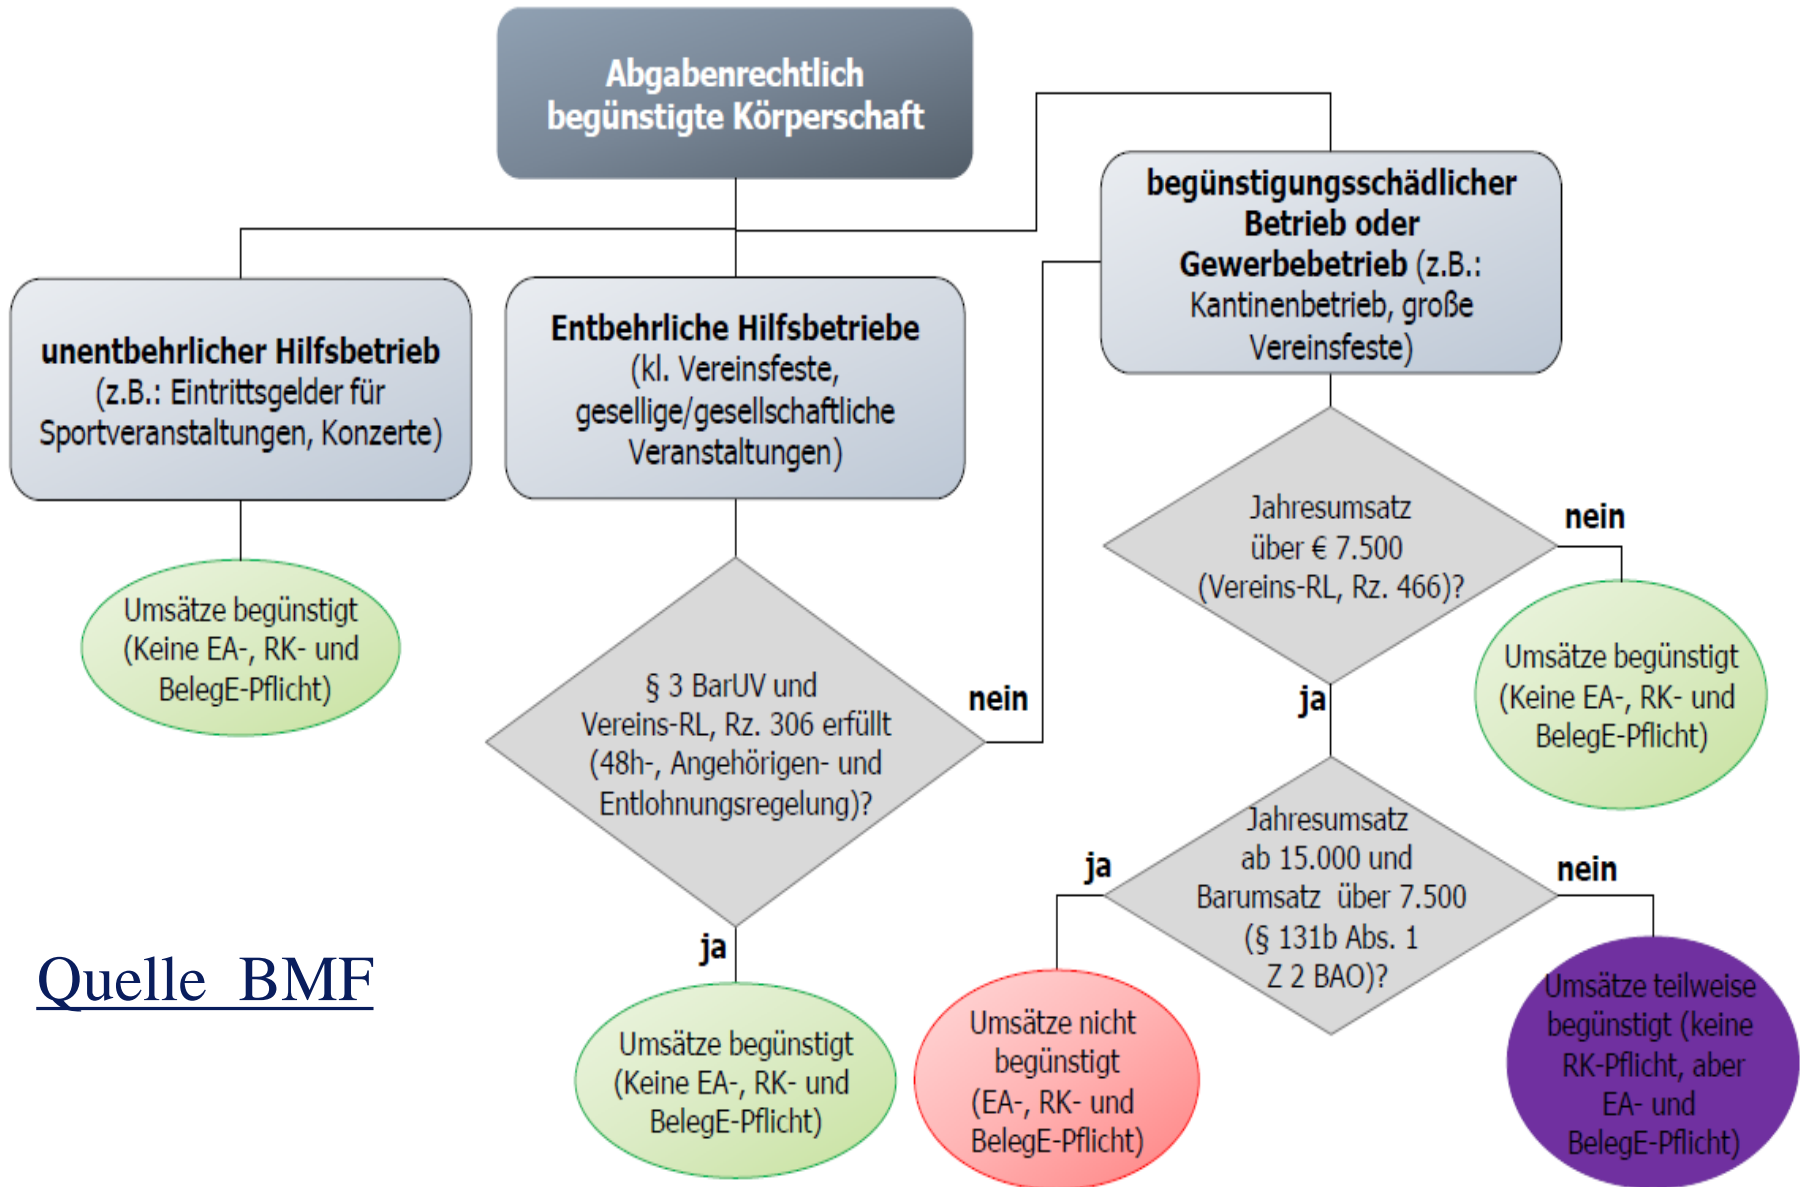 Abgabenrechtlich
begünstigte Körperschaft
unentbehrlicher Hilfsbetrieb
(z.B.: Eintrittsgelder für
Sportveranstaltungen, Konzerte)
Umsätze begünstigt
(Keine EA-, RK- und
BelegE-Pflicht)
Entbehrliche Hilfsbetriebe
(kl. Vereinsfeste,
gesellige/gesellschaftliche
Veranstaltungen)
§ 3 BarUV und
Vereins-RL, Rz. 306 erfüllt
(48h-, Angehörigen- und
Entlohnungsregelung)?
nein
ja
Umsätze begünstigt
(Keine EA-, RK- und
BelegE-Pflicht)
begünstigungsschädlicher
Betrieb oder
Gewerbebetrieb (z.B.:
Kantinenbetrieb, große
Vereinsfeste)
Jahresumsatz
über € 7.500
(Vereins-RL, Rz. 466)?
nein
Umsätze begünstigt
(Keine EA-, RK- und
BelegE-Pflicht)
ja
Jahresumsatz
ab 15.000 und
Barumsatz über 7.500
(§ 131b Abs. 1
Z 2 BAO)?
ja
Umsätze nicht
begünstigt
(EA-, RK- und
BelegE-Pflicht)
nein
Umsätze teilweise
begünstigt (keine
RK-Pflicht, aber
EA- und
BelegE-Pflicht)
Quelle BMF